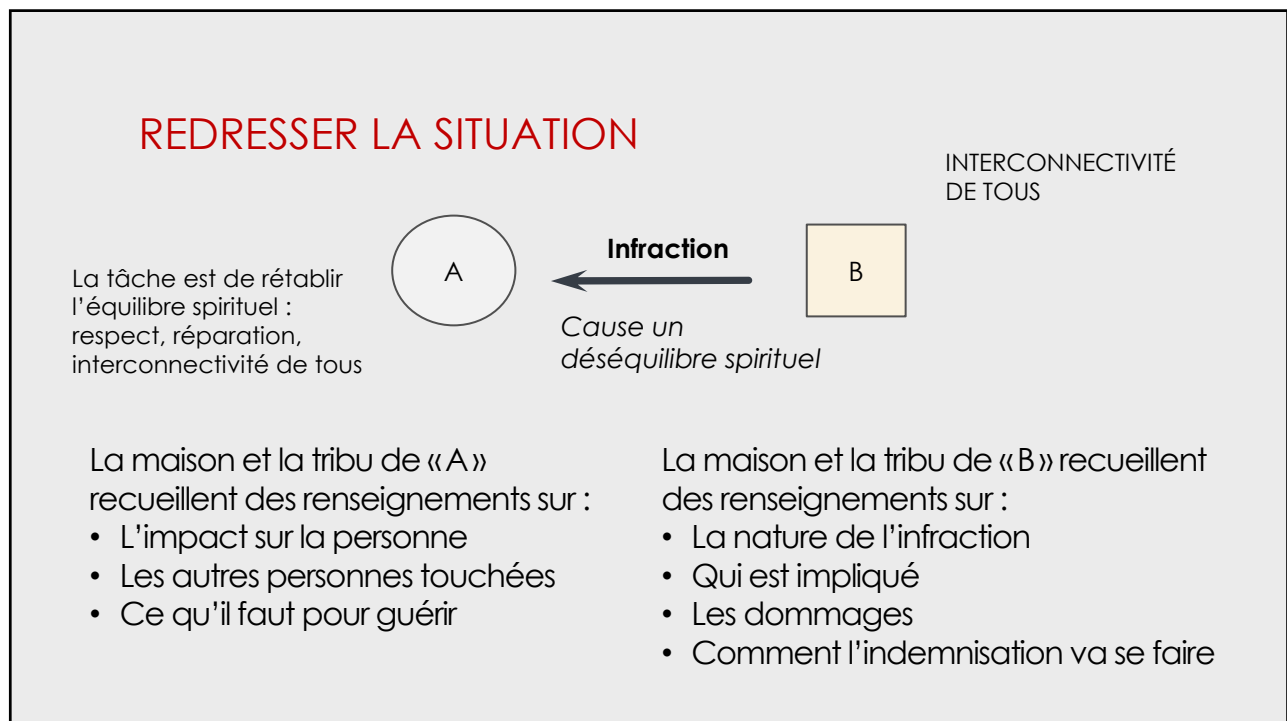 REDRESSER LA SITUATION
INTERCONNECTIVITÉ
DE TOUS
La tâche est de rétablir
l’équilibre spirituel :
respect, réparation,
interconnectivité de tous
A
Infraction
B
Cause un
déséquilibre spirituel
La maison et la tribu de «A»
recueillent des renseignements sur :
• L’impact sur la personne
• Les autres personnes touchées
• Ce qu’il faut pour guérir
La maison et la tribu de «B» recueillent
des renseignements sur :
• La nature de l’infraction
• Qui est impliqué
• Les dommages
• Comment l’indemnisation va se faire